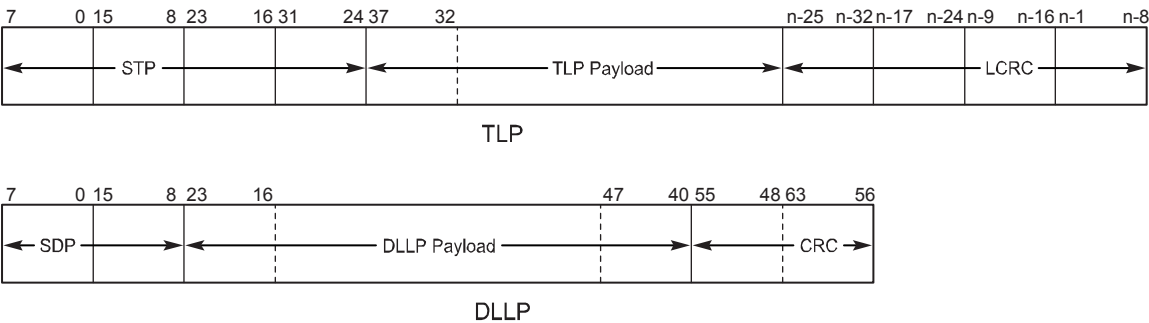 7 0 15 8 23 16 31 24 37 32 n-25 n-32 n-17 n-24 n-9 n-16 n-1 n-8
STP TLP Payload LCRC
TLP
7 0 15 8 23 16 47 40 55 48 63 56
SDP DLLP Payload CRC
DLLP